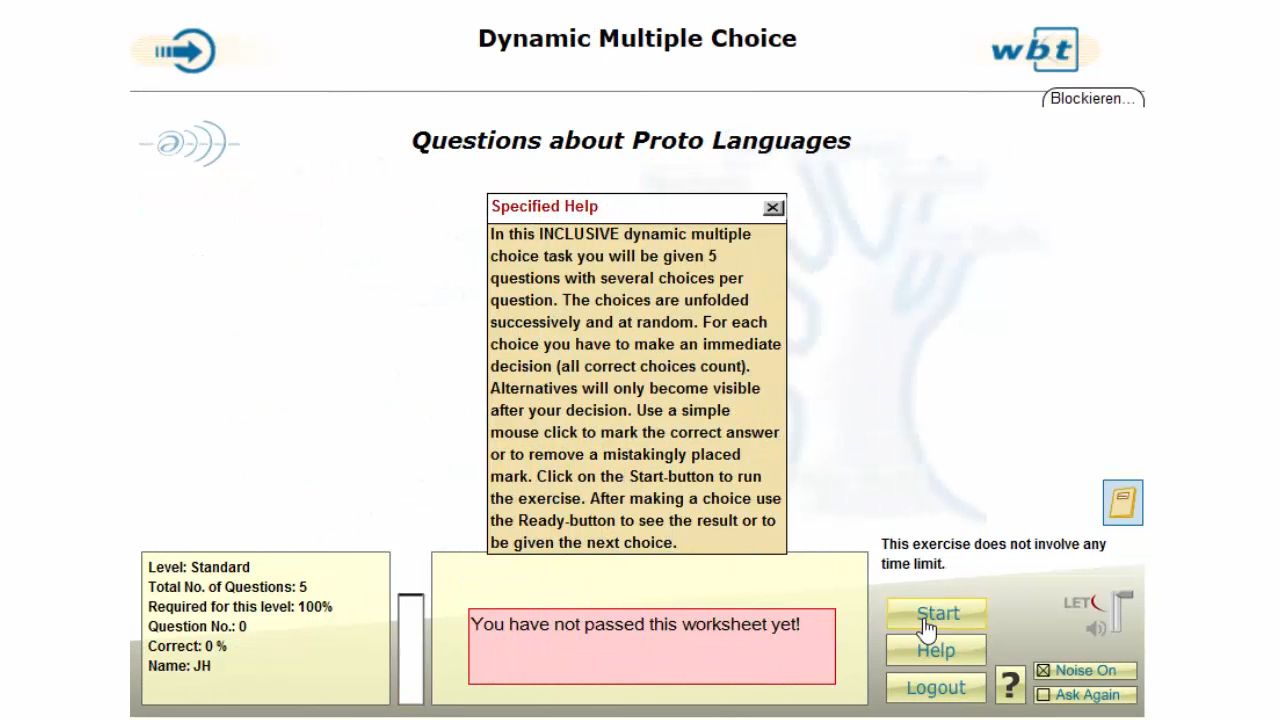 Dynamic Multiple Choice
wbt
Blockieren...
Questions about Proto Languages
Specified Help
In this INCLUSIVE dynamic multiple
choice task you will be given 5
questions with several choices per
question. The choices are unfolded
successively and at random. For each
choice you have to make an immediate
decision (all correct choices count).
Alternatives will only become visible
after your decision. Use a simple
mouse click to mark the correct answer
or to remove a mistakingly placed
mark. Click on the Start-button to run
the exercise. After making a choice use
the Ready-button to see the result or to
be given the next choice.
This exercise does not involve any
time limit.
Level: Standard
Total No. of Questions: 5
Required for this level: 100%
Question No.: 0
Correct: 0 %
Name: JH
You have not passed this worksheet yet!
Start
Help
Logout
?
LET
Noise On
Ask Again